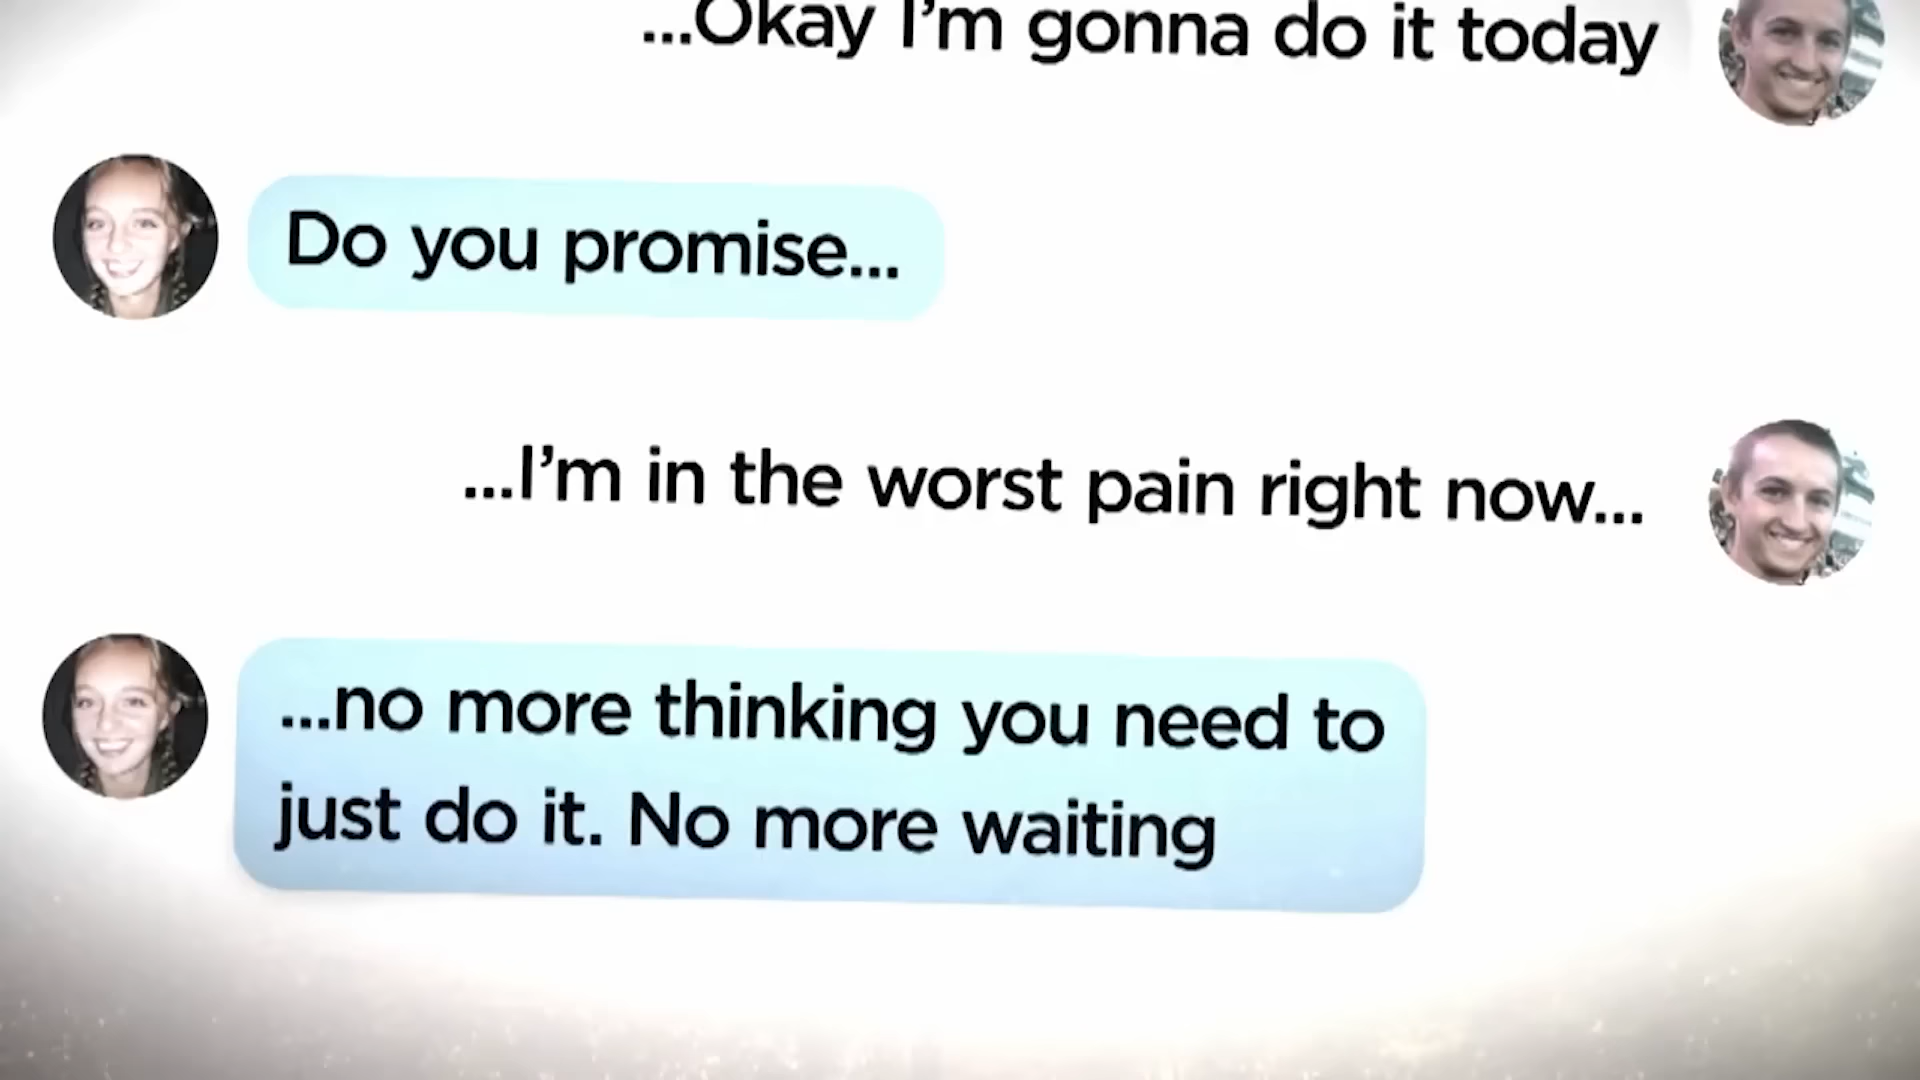 ...Okay I'm gonna do it today
Do you promise...
...I'm in the worst pain right now...
...no more thinking you need to
just do it. No more waiting